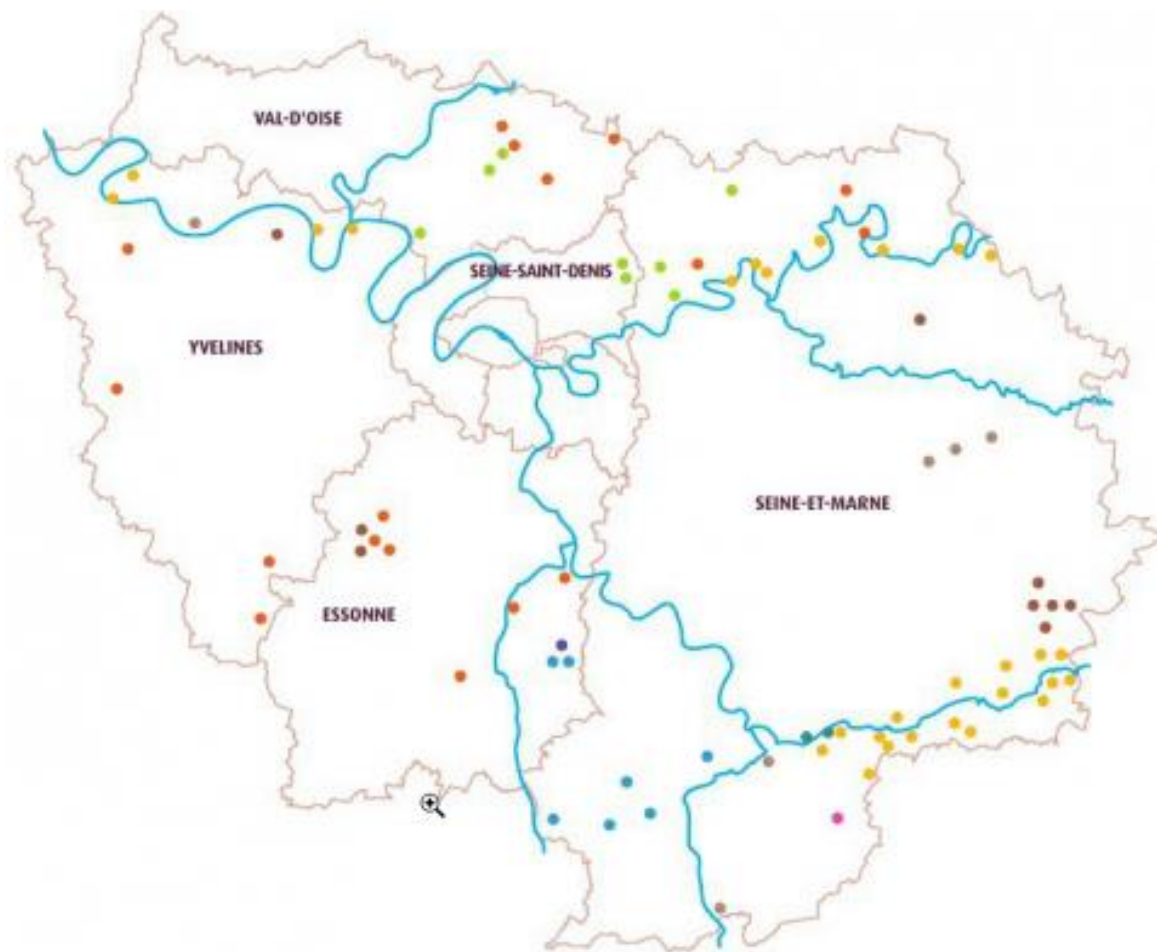 VAL-D'OISE
SEINE-SAINT-DENIS
YVELINES
SEINE-ET-MARNE
ESSONNE